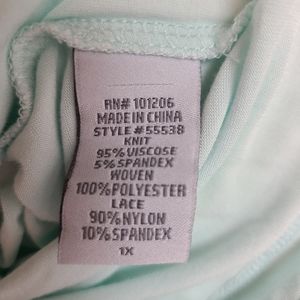 RN# 101206
MADE IN CHINA
STYLE #55538
KNIT
95% VISCOSE
5% SPANDEX
WOVEN
100% POLYESTER
LACE
90% NYLON
10% SPANDEX
1X